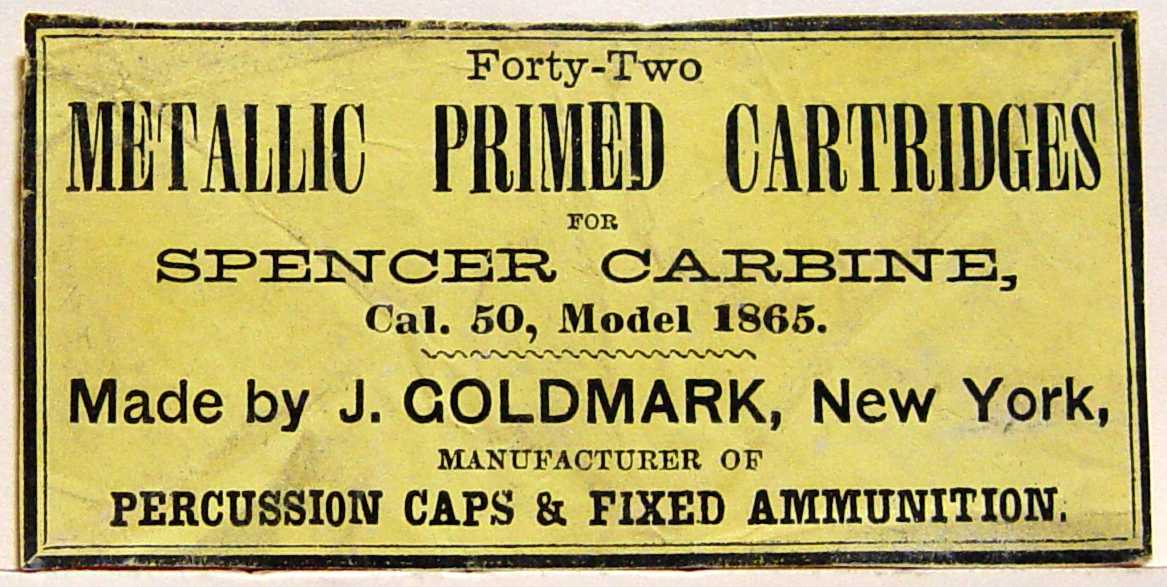 Forty-Two
METALLIC PRIMED CARTRIDGES
FOR
SPENCER CARBINE,
Cal. 50, Model 1865.
Made by J. GOLDMARK, New York,
MANUFACTURER OF
PERCUSSION CAPS & FIXED AMMUNITION.